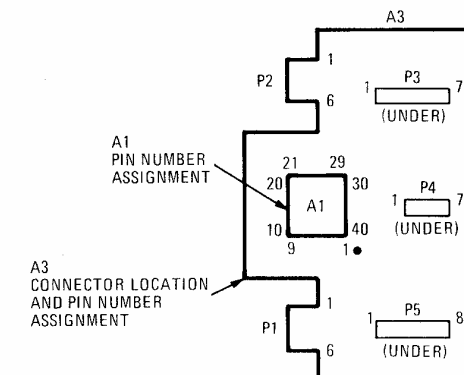 A3
1
P2
6
1 P3 7
(UNDER)
A1
PIN NUMBER
ASSIGNMENT
21 29
20 30
A1
10 40
9 1
1 P4 7
(UNDER)
A3
CONNECTOR LOCATION
AND PIN NUMBER
ASSIGNMENT
1
P1
6
1 P5 8
(UNDER)